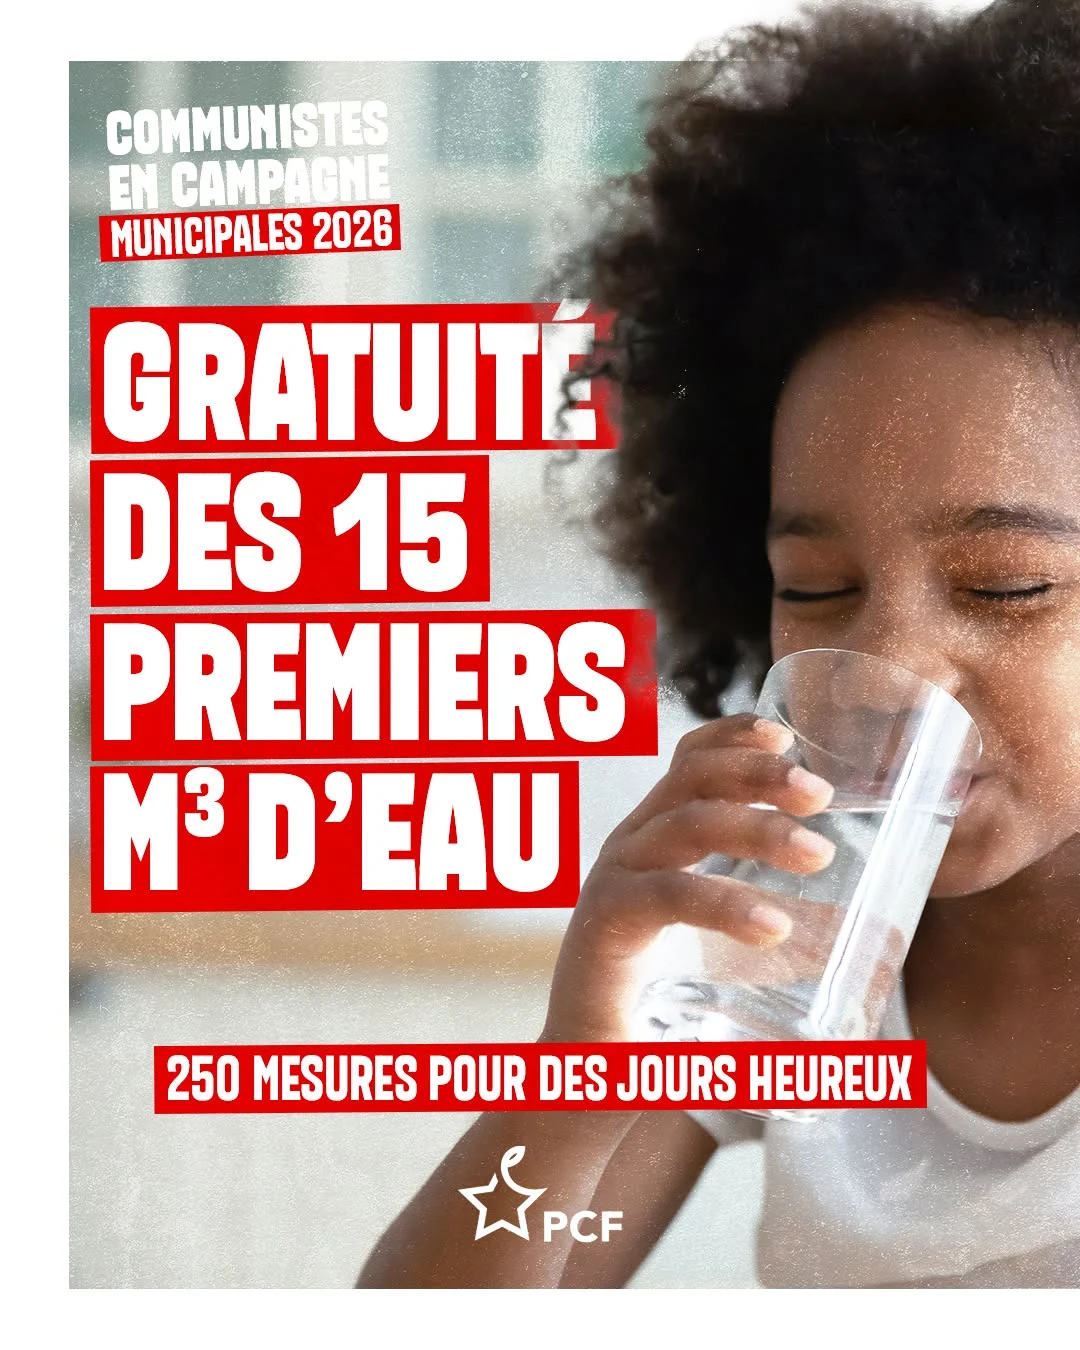 COMMUNISTES
EN CAMPAGNE
MUNICIPALES 2026
GRATUITÉ
DES 15
PREMIERS
M³ D’EAU
250 MESURES POUR DES JOURS HEUREUX
PCF